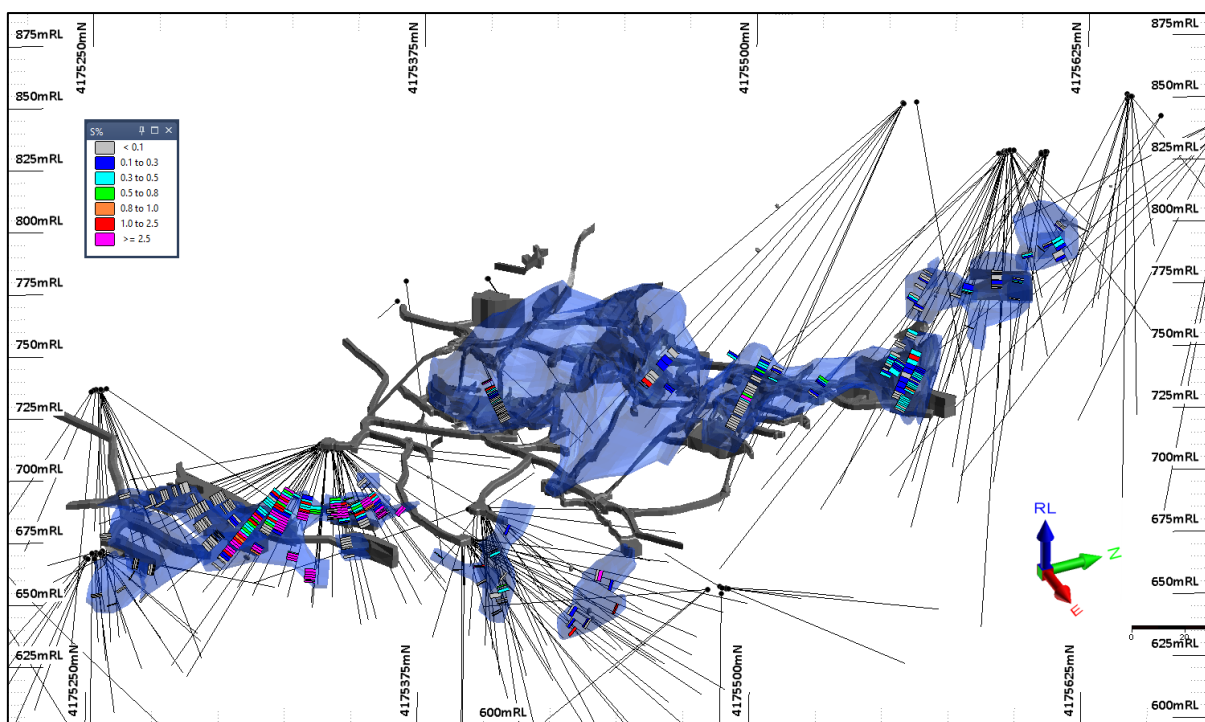 4175250mN
4175375mN
4175500mN
4175625mN
875mRL
875mRL
850mRL
850mRL
825mRL
825mRL
800mRL
800mRL
775mRL
775mRL
750mRL
750mRL
725mRL
725mRL
700mRL
700mRL
675mRL
675mRL
650mRL
650mRL
625mRL
625mRL
600mRL
600mRL
S%
< 0.1
0.1 to 0.3
0.3 to 0.5
0.5 to 0.8
0.8 to 1.0
1.0 to 2.5
>= 2.5
RL
N
E
0
20
4175250mN
4175375mN
4175500mN
4175625mN